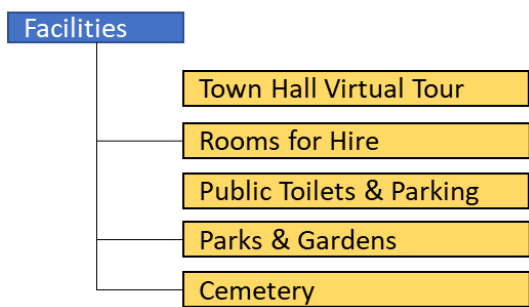 Facilities
Town Hall Virtual Tour
Rooms for Hire
Public Toilets & Parking
Parks & Gardens
Cemetery